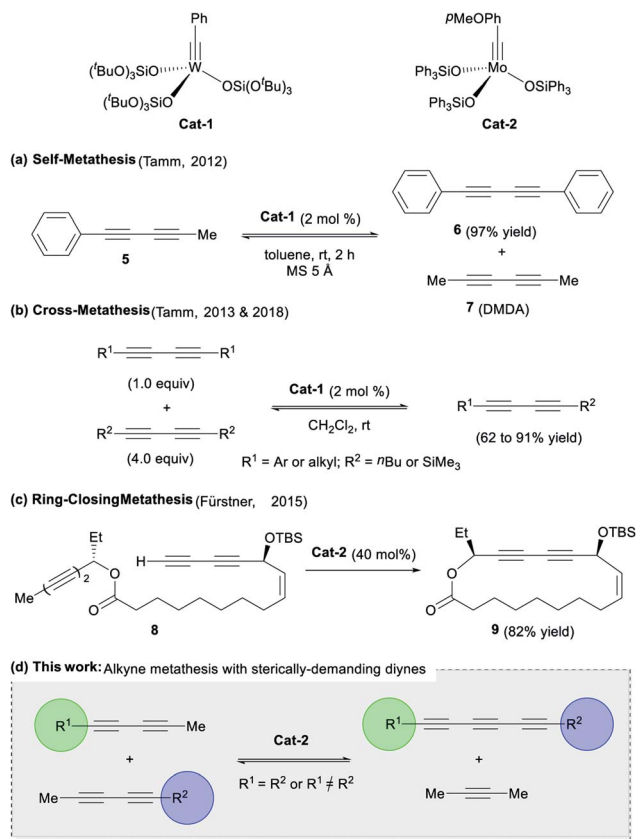 Ph
pMeOPh
W
Mo
(ᵗBuO)₃SiO
OSi(OᵗBu)₃
(ᵗBuO)₃SiO
Ph₃SiO
OSiPh₃
Ph₃SiO
Cat-1
Cat-2
(a) Self-Metathesis (Tamm, 2012)
Me
5
Cat-1 (2 mol %)
toluene, rt, 2 h
MS 5 Å
6 (97% yield)
+
Me Me
7 (DMDA)
(b) Cross-Metathesis(Tamm, 2013 & 2018)
R¹ R¹
(1.0 equiv)
+
R² R²
(4.0 equiv)
Cat-1 (2 mol %)
CH₂Cl₂, rt
R¹ R²
(62 to 91% yield)
R¹ = Ar or alkyl; R² = nBu or SiMe₃
(c) Ring-ClosingMetathesis (Fürstner, 2015)
Et
OTBS
H
Me
( )₂
O
O
8
Cat-2 (40 mol%)
Et
OTBS
O
O
9 (82% yield)
(d) This work: Alkyne metathesis with sterically-demanding diynes
R¹ Me
+
Me R²
Cat-2
R¹ = R² or R¹ ≠ R²
R¹ R²
+
Me Me